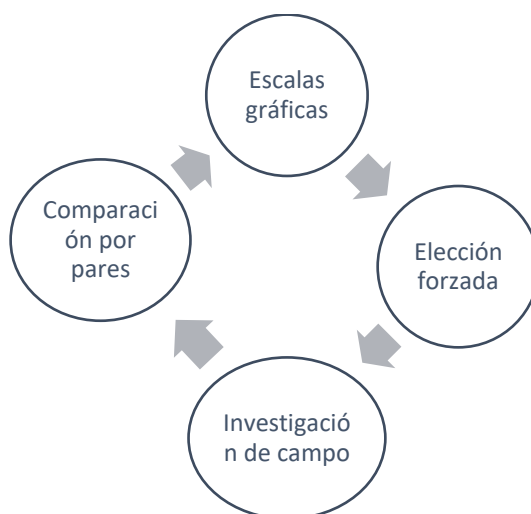 Escalas
gráficas
Elección
forzada
Investigació
n de campo
Comparaci
ón por
pares